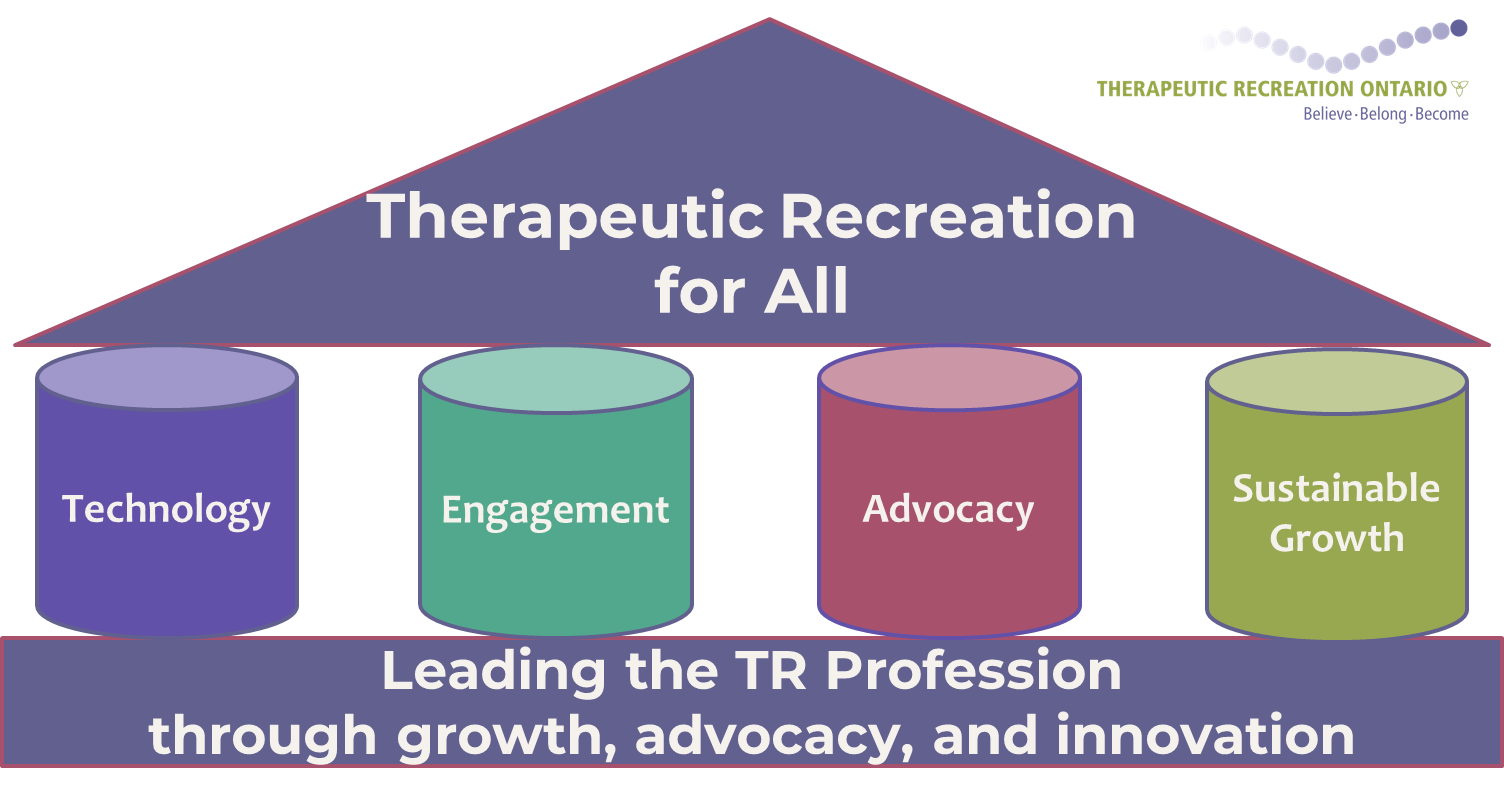 THERAPEUTIC RECREATION ONTARIO
Believe·Belong·Become
Therapeutic Recreation
for All
Technology
Engagement
Advocacy
Sustainable
Growth
Leading the TR Profession
through growth, advocacy, and innovation